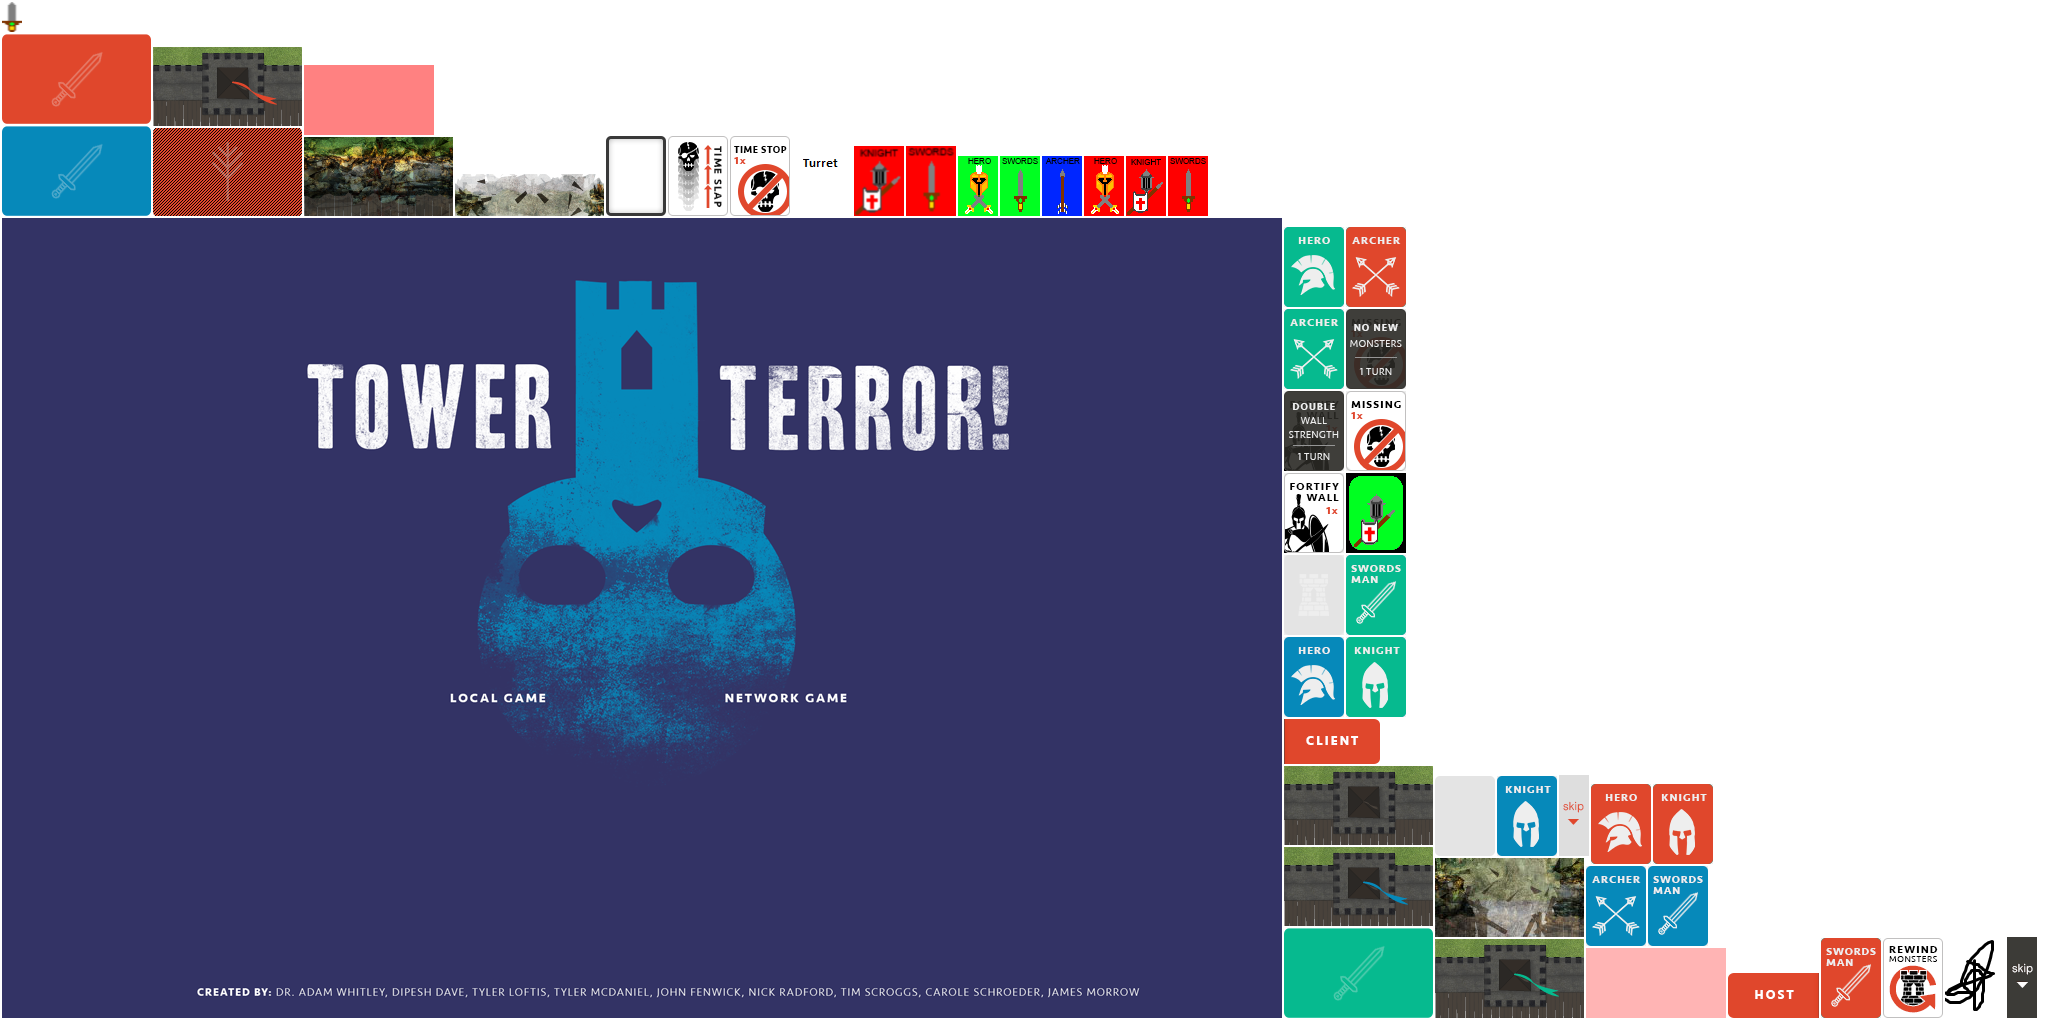 TIME SLAP
TIME STOP
1x
Turret
KNIGHT
SWORDS
HERO
SWORDS
ARCHER
HERO
KNIGHT
SWORDS
TOWER TERROR!
LOCAL GAME
NETWORK GAME
CREATED BY: DR. ADAM WHITLEY, DIPESH DAVE, TYLER LOFTIS, TYLER MCDANIEL, JOHN FENWICK, NICK RADFORD, TIM SCROGGS, CAROLE SCHROEDER, JAMES MORROW
HERO
ARCHER
ARCHER
NO NEW
MONSTERS
1 TURN
DOUBLE
WALL
STRENGTH
1 TURN
MISSING
1x
FORTIFY
WALL
1x
SWORDS
MAN
HERO
KNIGHT
CLIENT
KNIGHT
skip
HERO
KNIGHT
ARCHER
SWORDS
MAN
HOST
SWORDS
MAN
REWIND
MONSTERS
skip